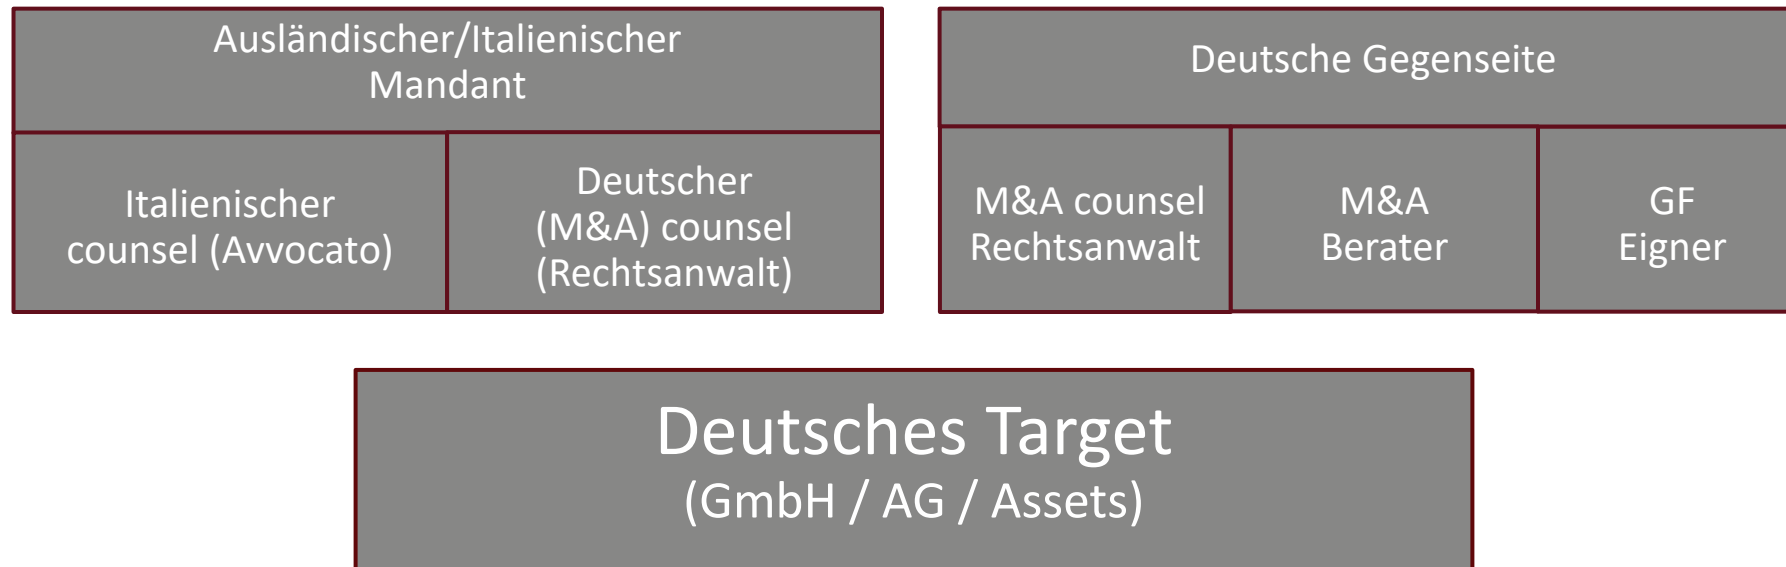 Ausländischer/Italienischer
Mandant
Italienischer
counsel (Avvocato)
Deutscher
(M&A) counsel
(Rechtsanwalt)
Deutsche Gegenseite
M&A counsel
Rechtsanwalt
M&A
Berater
GF
Eigner
Deutsches Target
(GmbH / AG / Assets)